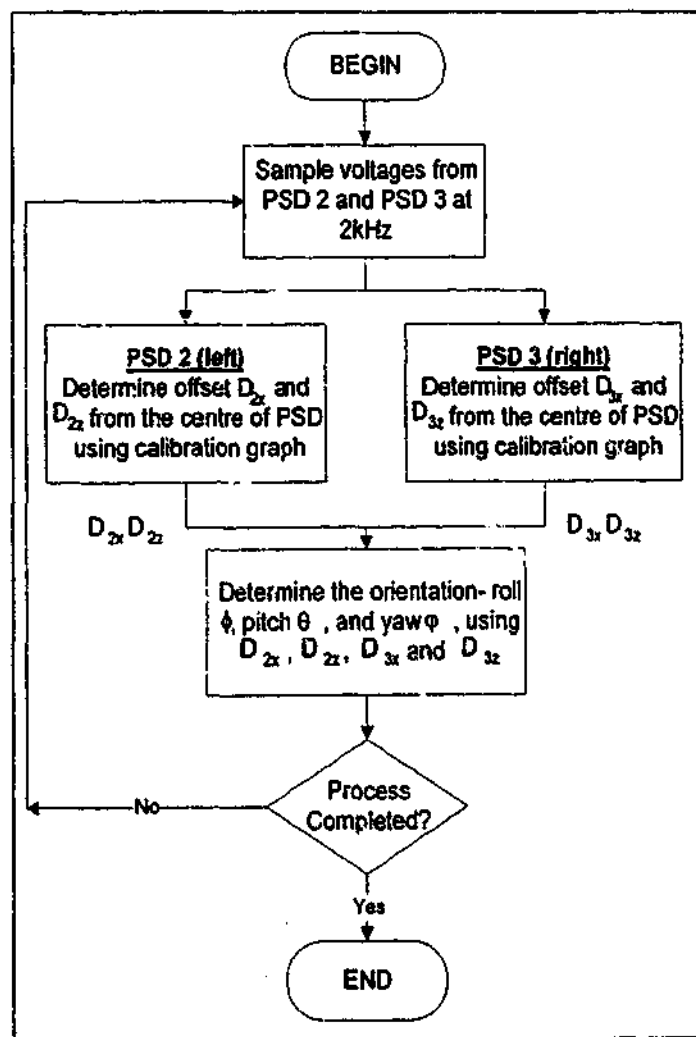 BEGIN
Sample voltages from
PSD 2 and PSD 3 at
2kHz
PSD 2 (left)
Determine offset D2x and
D2z from the centre of PSD
using calibration graph
PSD 3 (right)
Determine offset D3x and
D3z from the centre of PSD
using calibration graph
D2x D2z
D3x D3z
Determine the orientation- roll
ϕ, pitch θ , and yaw φ , using
D2x , D2z, D3x and D3z
Process
Completed?
No
Yes
END